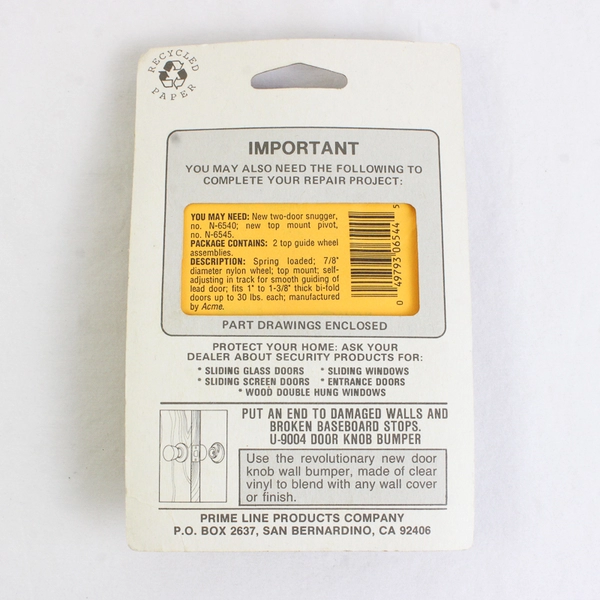 RECYCLED
PAPER
IMPORTANT
YOU MAY ALSO NEED THE FOLLOWING TO
COMPLETE YOUR REPAIR PROJECT:
YOU MAY NEED: New two-door snugger,
no. N-6540; new top mount pivot,
no. N-6545.
PACKAGE CONTAINS: 2 top guide wheel
assemblies.
DESCRIPTION: Spring loaded; 7/8"
diameter nylon wheel; top mount; self-
adjusting in track for smooth guiding of
lead door; fits 1" to 1-3/8" thick bi-fold
doors up to 30 lbs. each; manufactured
by Acme.
0 49793 06544 5
PART DRAWINGS ENCLOSED
PROTECT YOUR HOME: ASK YOUR
DEALER ABOUT SECURITY PRODUCTS FOR:
* SLIDING GLASS DOORS * SLIDING WINDOWS
* SLIDING SCREEN DOORS * ENTRANCE DOORS
* WOOD DOUBLE HUNG WINDOWS
PUT AN END TO DAMAGED WALLS AND
BROKEN BASEBOARD STOPS.
U-9004 DOOR KNOB BUMPER
Use the revolutionary new door
knob wall bumper, made of clear
vinyl to blend with any wall cover
or finish.
PRIME LINE PRODUCTS COMPANY
P.O. BOX 2637, SAN BERNARDINO, CA 92406